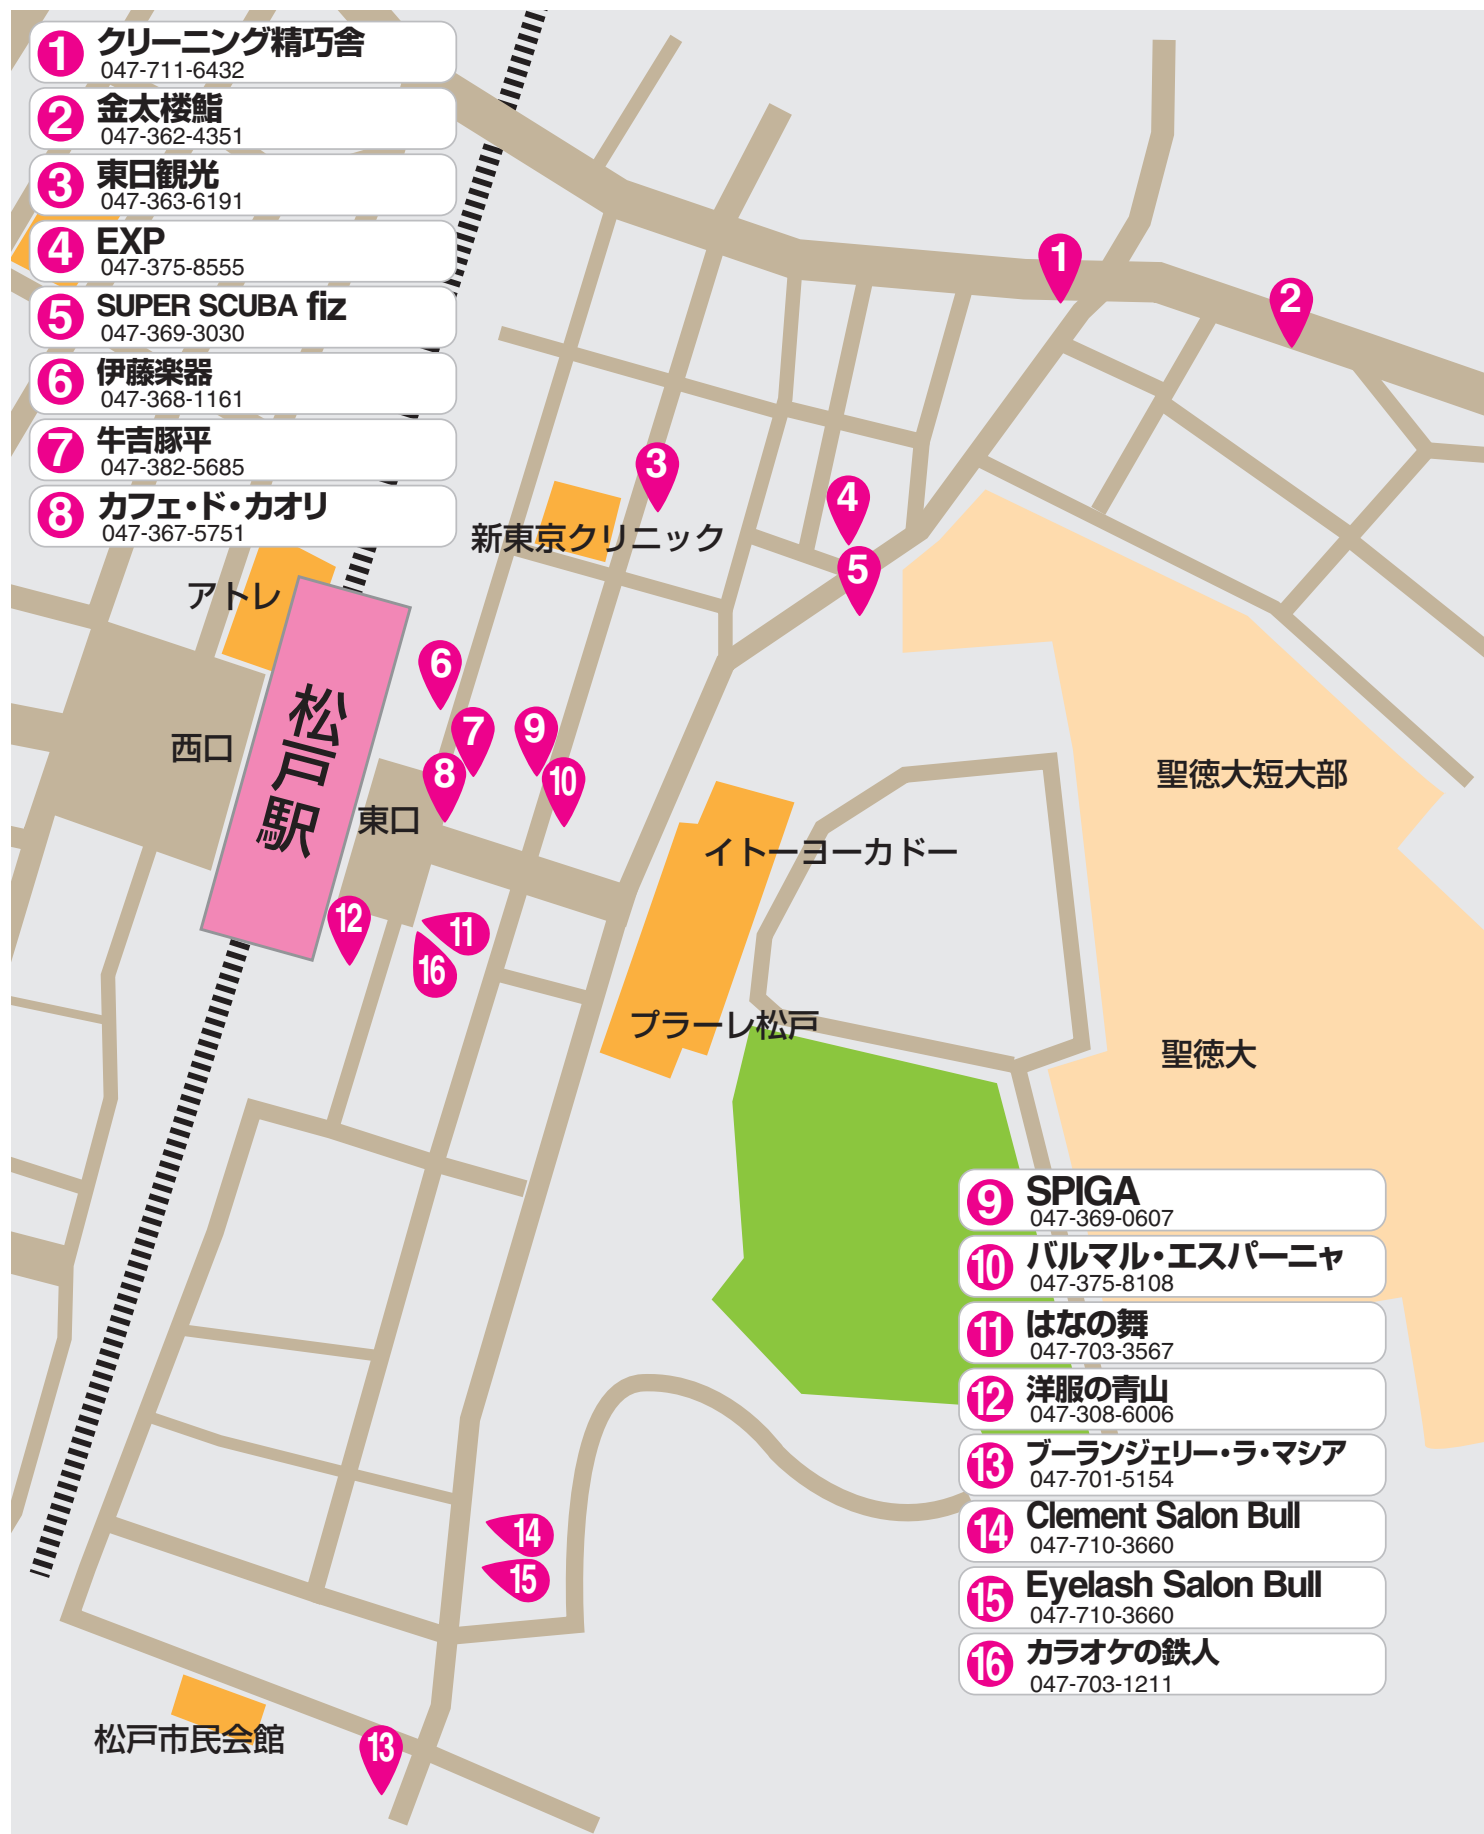 1 クリーニング精巧舎
047-711-6432
2 金太楼鮨
047-362-4351
3 東日観光
047-363-6191
4 EXP
047-375-8555
5 SUPER SCUBA fiz
047-369-3030
6 伊藤楽器
047-368-1161
7 牛吉豚平
047-382-5685
8 カフェ・ド・カオリ
047-367-5751
1
2
3
4
5
新東京クリニック
アトレ
松戸駅
西口
東口
6
7
8
9
10
11
12
16
イトーヨーカドー
プラーレ松戸
聖徳大短大部
聖徳大
9 SPIGA
047-369-0607
10 バルマル・エスパーニャ
047-375-8108
11 はなの舞
047-703-3567
12 洋服の青山
047-308-6006
13 ブーランジェリー・ラ・マシア
047-701-5154
14 Clement Salon Bull
047-710-3660
15 Eyelash Salon Bull
047-710-3660
16 カラオケの鉄人
047-703-1211
14
15
松戸市民会館
13